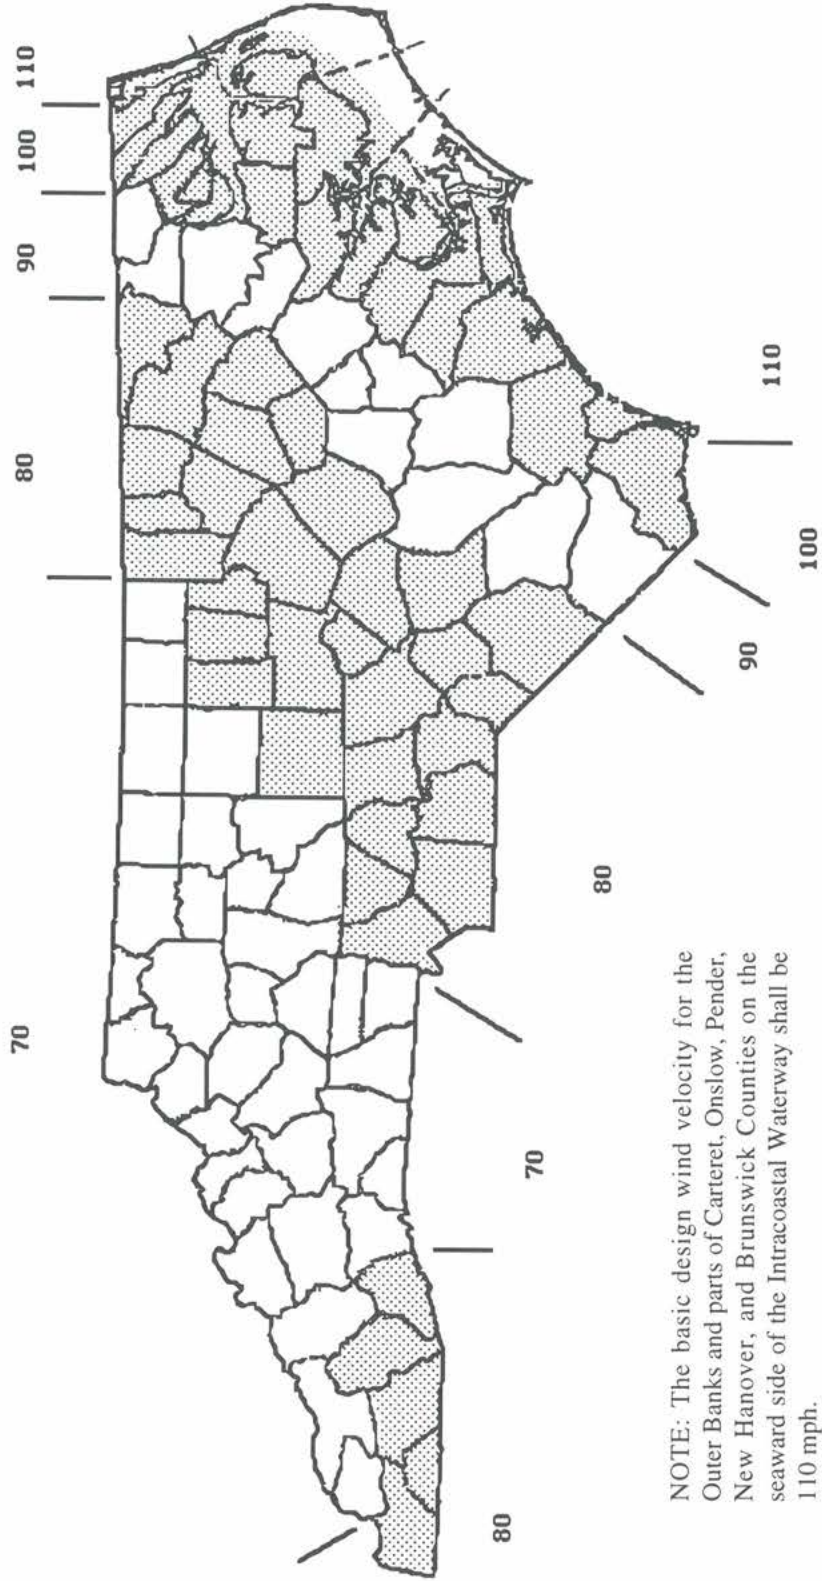 70
80
90
100
110
80
70
80
90
100
110
NOTE: The basic design wind velocity for the
Outer Banks and parts of Carteret, Onslow, Pender,
New Hanover, and Brunswick Counties on the
seaward side of the Intracoastal Waterway shall be
110 mph.